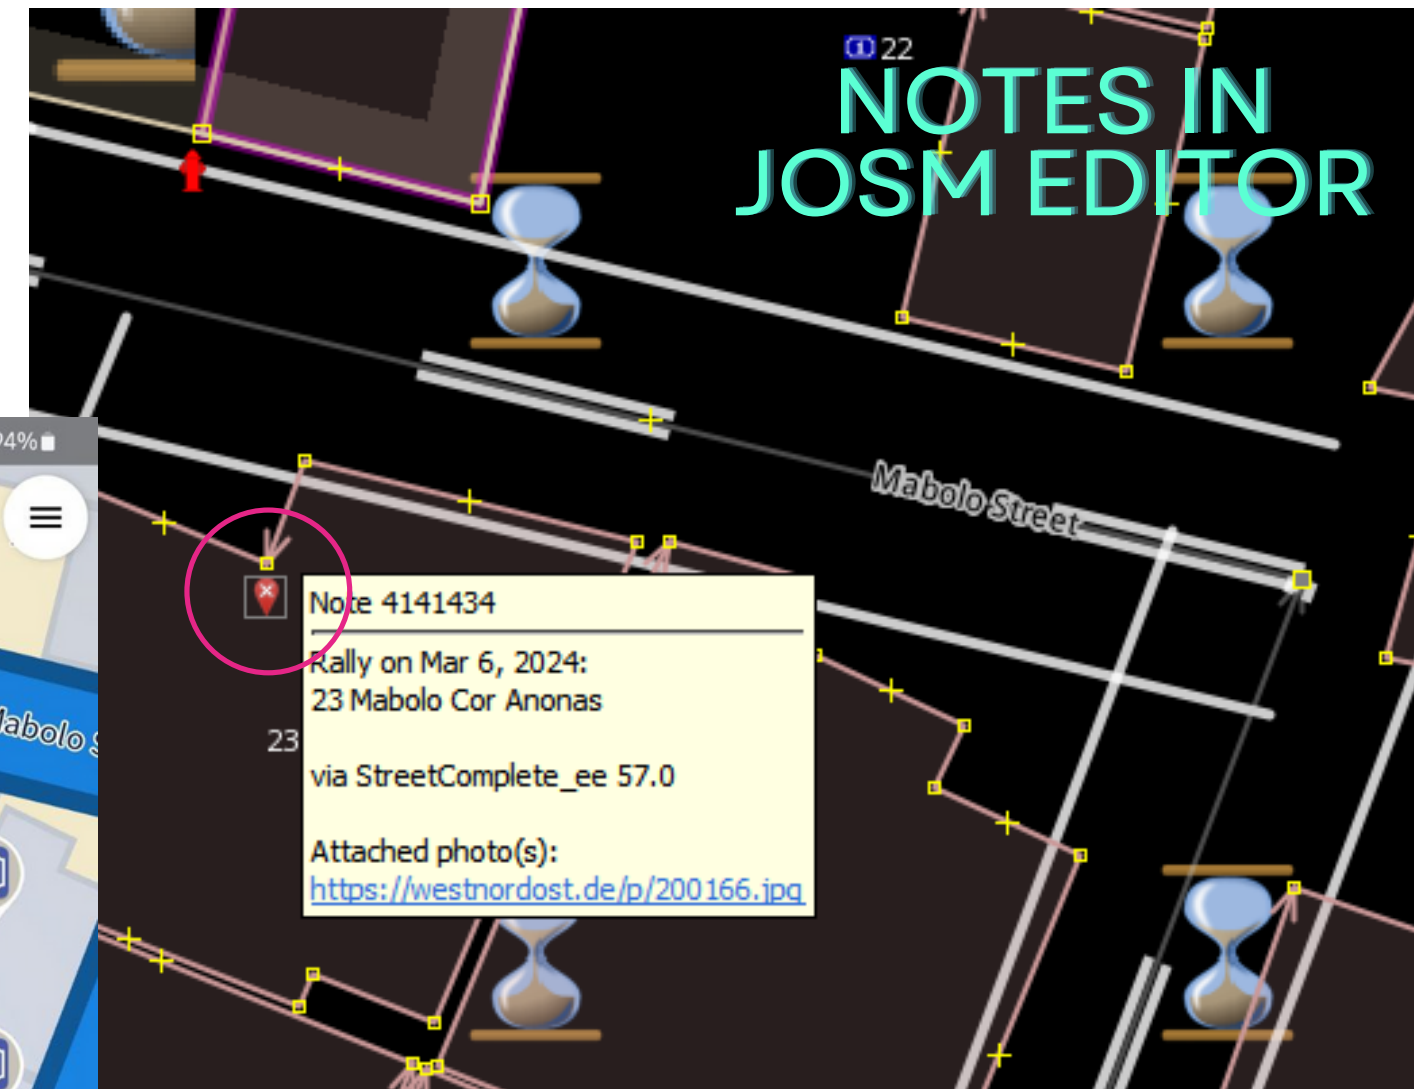 22
NOTES IN
JOSM EDITOR
94%
Mabolo Street
Note 4141434
Rally on Mar 6, 2024:
23 Mabolo Cor Anonas
23
via StreetComplete_ee 57.0
Attached photo(s):
https://westnordost.de/p/200166.jpg
Mabolo S